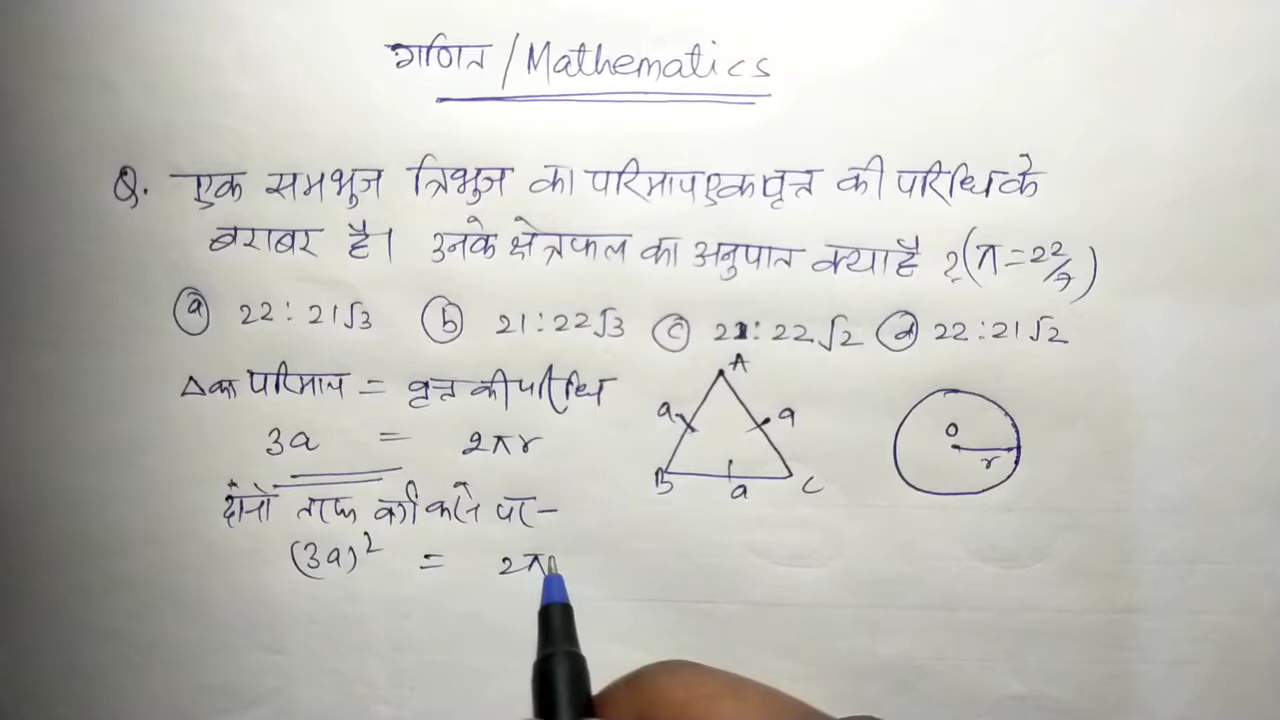 गणित / Mathematics
Q. एक समभुज त्रिभुज का परिमाप एक वृत्त की परिधि के
बराबर है। उनके क्षेत्रफल का अनुपात क्या है ? (π = 22/7)
(a) 22 : 21√3 (b) 21 : 22√3 (c) 21 : 22√2 (d) 22 : 21√2
Δ का परिमाप = वृत्त की परिधि
3a = 2πr
दोनो तरफ वर्ग करने पर -
(3a)² = 2π
A
a a
B a C
O
r